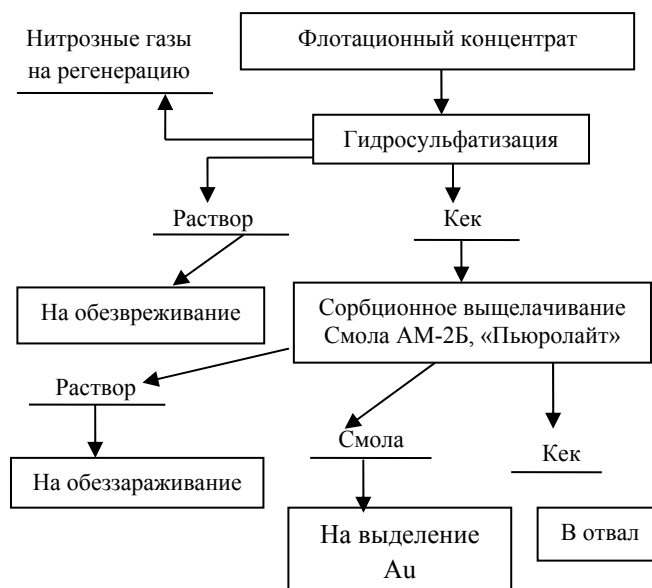 Нитрозные газы
на регенерацию
Флотационный концентрат
Гидросульфатизация
Раствор
Кек
На обезвреживание
Сорбционное выщелачивание
Смола АМ-2Б, «Пьюролайт»
Раствор
Смола
Кек
На обеззараживание
На выделение
Au
В отвал